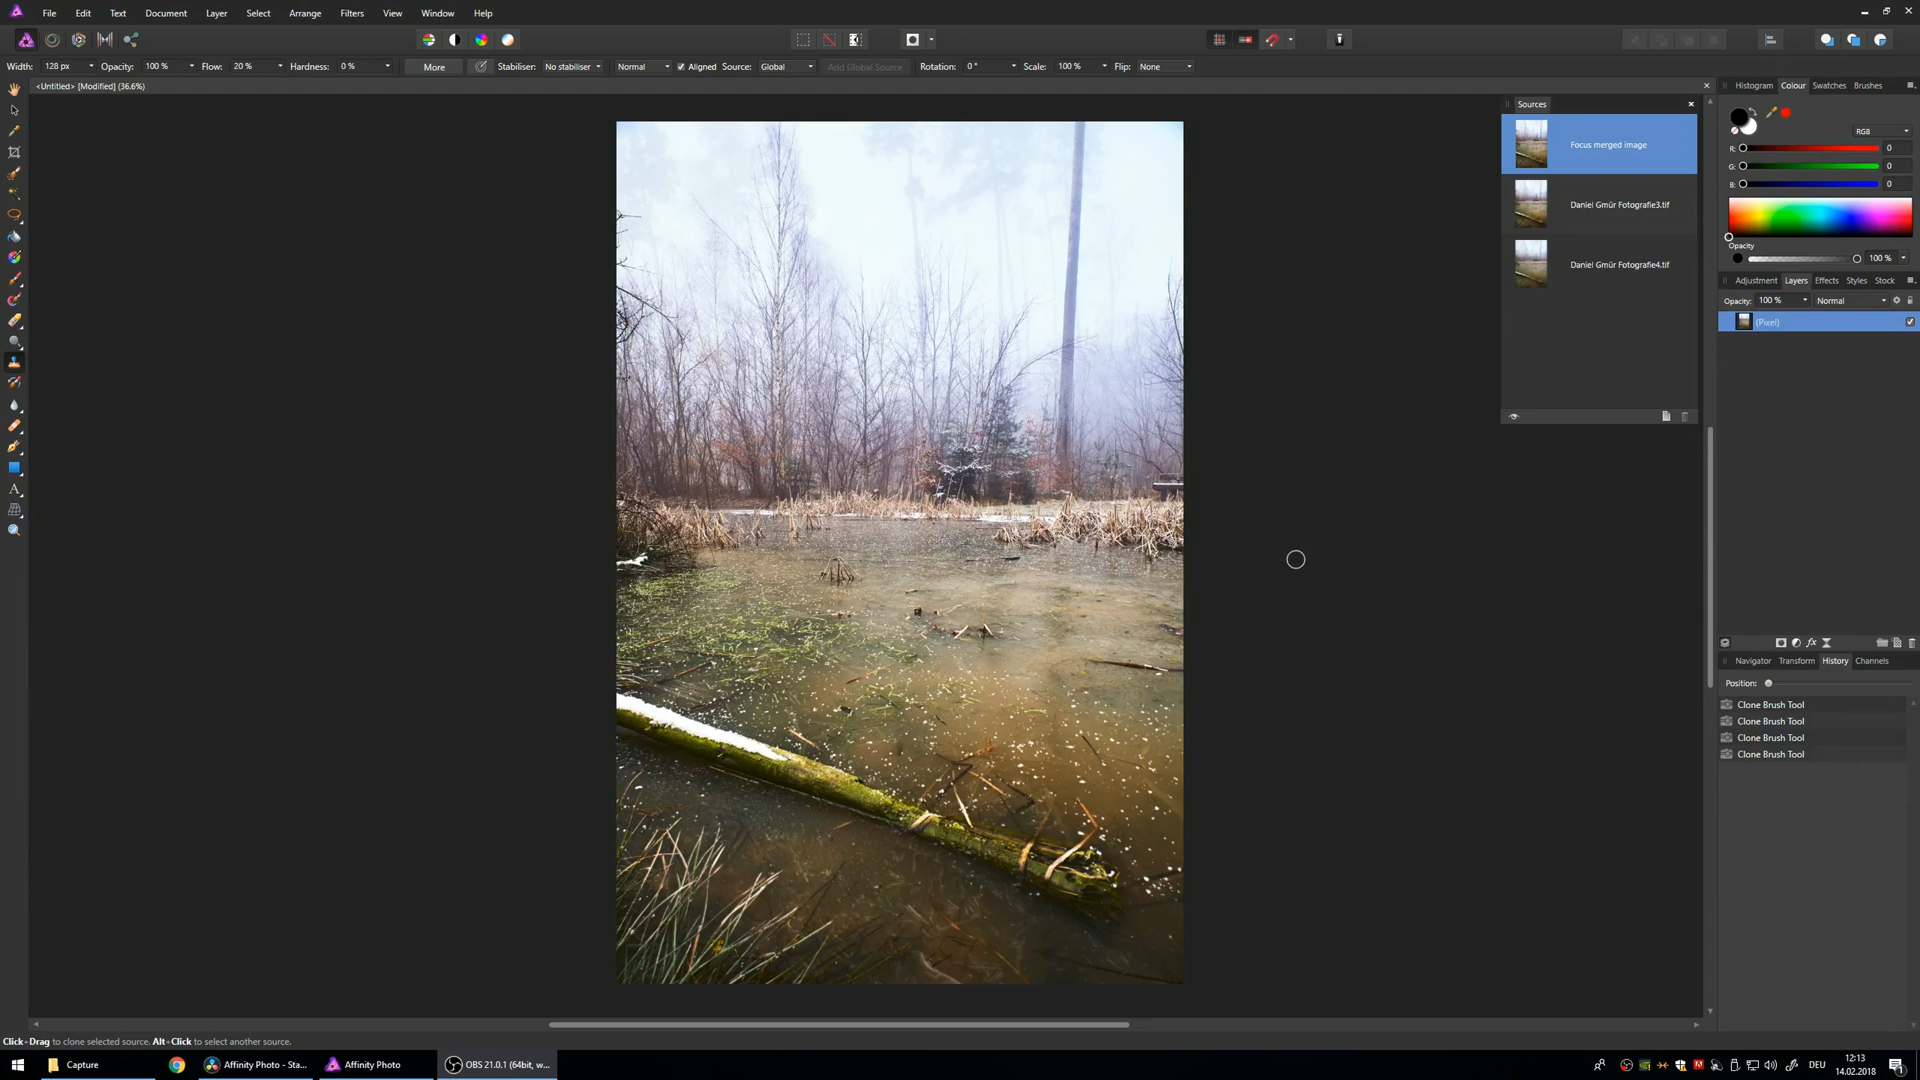 File Edit Text Document Layer Select Arrange Filters View Window Help
Width: 128 px Opacity: 100 % Flow: 20 % Hardness: 0 % More Stabiliser: No stabiliser Normal Aligned Source: Global Add Global Source Rotation: 0 ° Scale: 100 % Flip: None
<Untitled> [Modified] (36.6%)
Sources
Focus merged image
Daniel Gmür Fotografie3.tif
Daniel Gmür Fotografie4.tif
Histogram Colour Swatches Brushes
RGB
R: 0
G: 0
B: 0
Opacity
100 %
Adjustment Layers Effects Styles Stock
Opacity: 100 % Normal
(Pixel)
Navigator Transform History Channels
Position:
Clone Brush Tool
Clone Brush Tool
Clone Brush Tool
Clone Brush Tool
Click+Drag to clone selected source. Alt+Click to select another source.
Capture Affinity Photo - Sta... Affinity Photo OBS 21.0.1 (64bit, w... DEU 12:13
14.02.2018